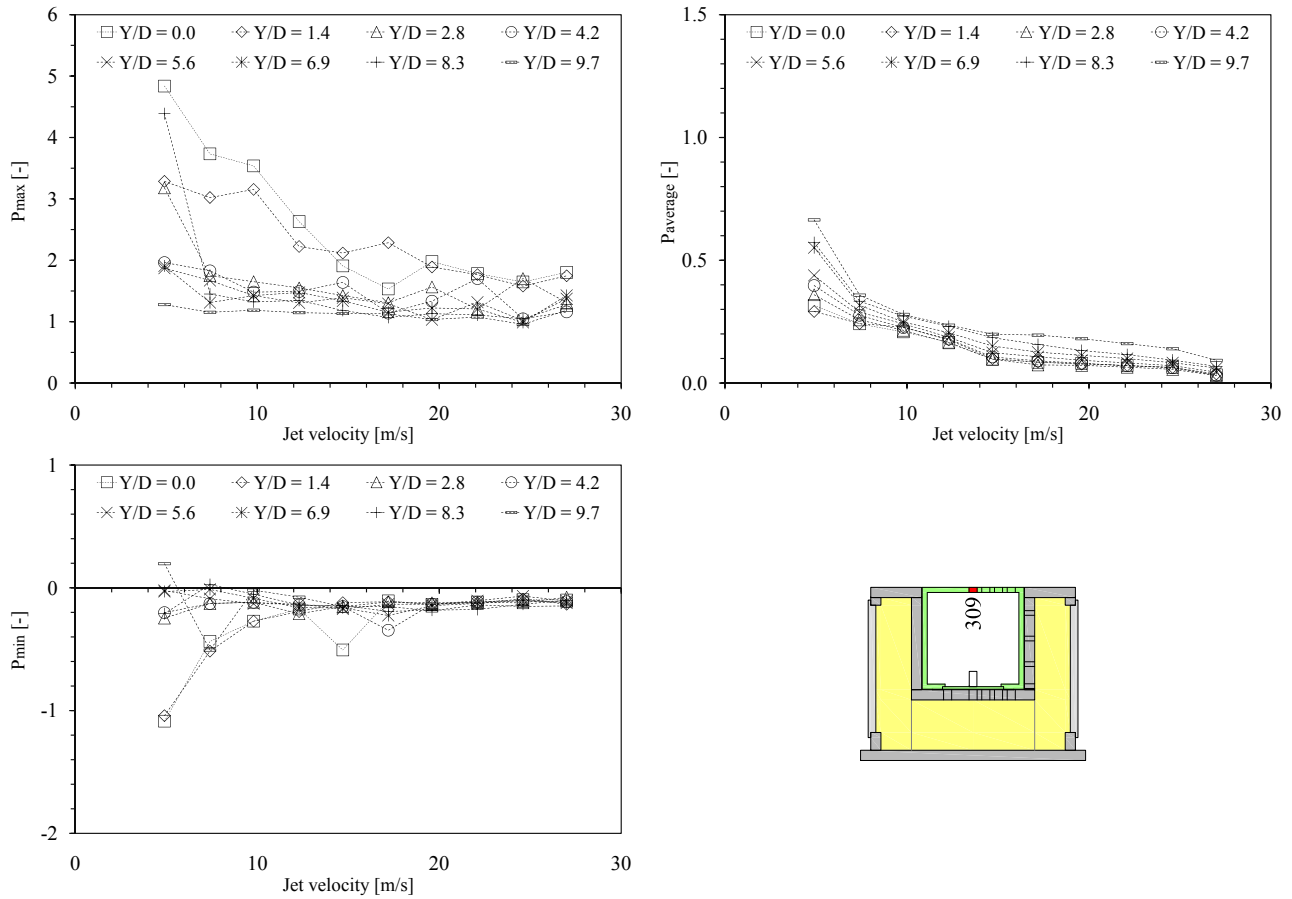 6
5
4
3
2
1
0
Pmax [-]
Y/D = 0.0 Y/D = 1.4 Y/D = 2.8 Y/D = 4.2
Y/D = 5.6 Y/D = 6.9 Y/D = 8.3 Y/D = 9.7
0 10 20 30
Jet velocity [m/s]
1.5
1.0
0.5
0.0
Paverage [-]
Y/D = 0.0 Y/D = 1.4 Y/D = 2.8 Y/D = 4.2
Y/D = 5.6 Y/D = 6.9 Y/D = 8.3 Y/D = 9.7
0 10 20 30
Jet velocity [m/s]
1
0
-1
-2
Pmin [-]
Y/D = 0.0 Y/D = 1.4 Y/D = 2.8 Y/D = 4.2
Y/D = 5.6 Y/D = 6.9 Y/D = 8.3 Y/D = 9.7
0 10 20 30
Jet velocity [m/s]
309